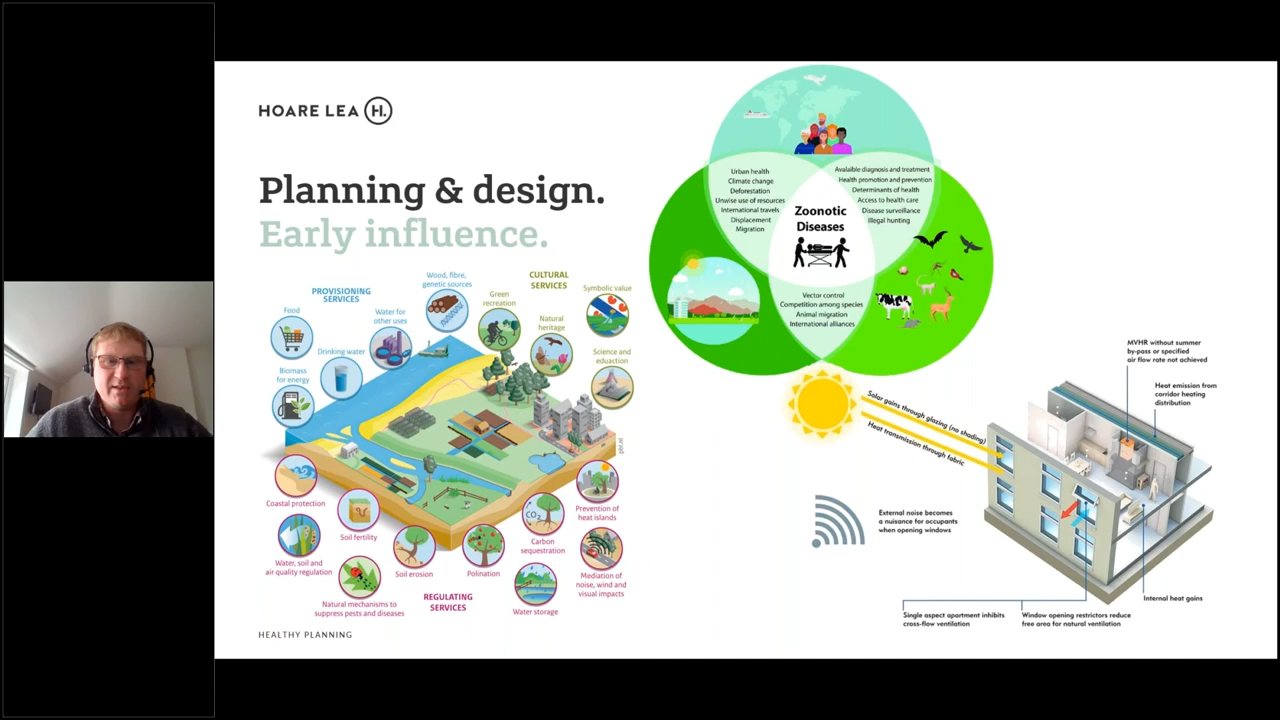 HOARE LEA H.
Planning & design.
Early influence.
PROVISIONING
SERVICES
Food
Drinking water
Biomass
for energy
Water for
other uses
Wood, fibre,
genetic sources
CULTURAL
SERVICES
Green
recreation
Natural
heritage
Symbolic value
Science and
eduaction
pbl.nl
Coastal protection
Soil fertility
Water, soil and
air quality regulation
Natural mechanisms to
suppress pests and diseases
Soil erosion
Polination
REGULATING
SERVICES
CO2
Carbon
sequestration
Water storage
Prevention of
heat islands
Mediation of
noise, wind and
visual impacts
HEALTHY PLANNING
Urban health
Climate change
Deforestation
Unwise use of resources
International travels
Displacement
Migration
Avalaible diagnosis and treatment
Health promotion and prevention
Determinants of health
Access to health care
Disease surveillance
Illegal hunting
Zoonotic
Diseases
Vector control
Competition among species
Animal migration
International alliances
Solar gains through glazing (no shading)
Heat transmission through fabric
MVHR without summer
by-pass or specified
air flow rate not achieved
Heat emission from
corridor heating
distribution
External noise becomes
a nuisance for occupants
when opening windows
Internal heat gains
Single aspect apartment inhibits
cross-flow ventilation
Window opening restrictors reduce
free area for natural ventilation